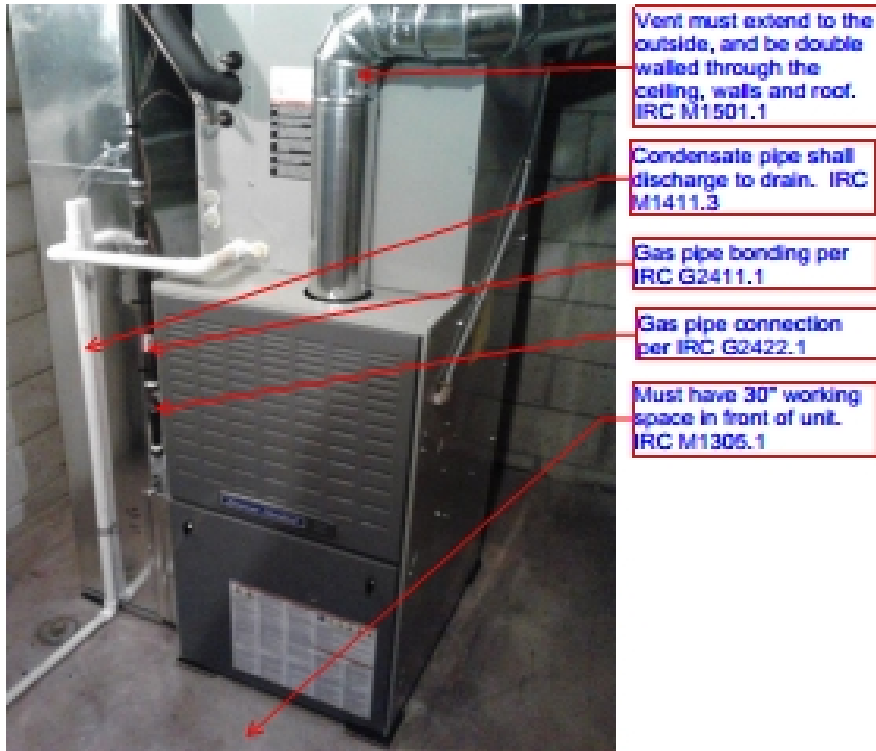 Vent must extend to the
outside, and be double
walled through the
ceiling, walls and roof.
IRC M1501.1
Condensate pipe shall
discharge to drain. IRC
M1411.3
Gas pipe bonding per
IRC G2411.1
Gas pipe connection
per IRC G2422.1
Must have 30" working
space in front of unit.
IRC M1305.1